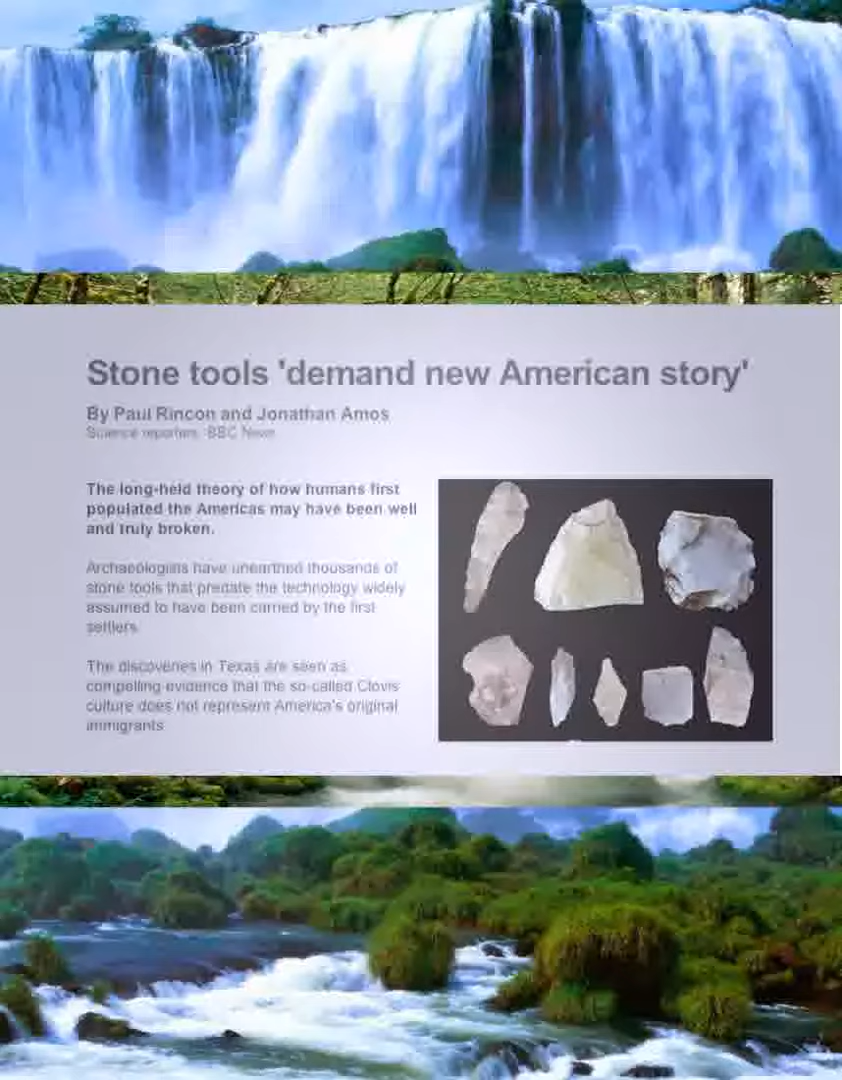 Stone tools 'demand new American story'
By Paul Rincon and Jonathan Amos
Science reporters, BBC News
The long-held theory of how humans first
populated the Americas may have been well
and truly broken.
Archaeologists have unearthed thousands of
stone tools that predate the technology widely
assumed to have been carried by the first
settlers.
The discoveries in Texas are seen as
compelling evidence that the so-called Clovis
culture does not represent America's original
immigrants.